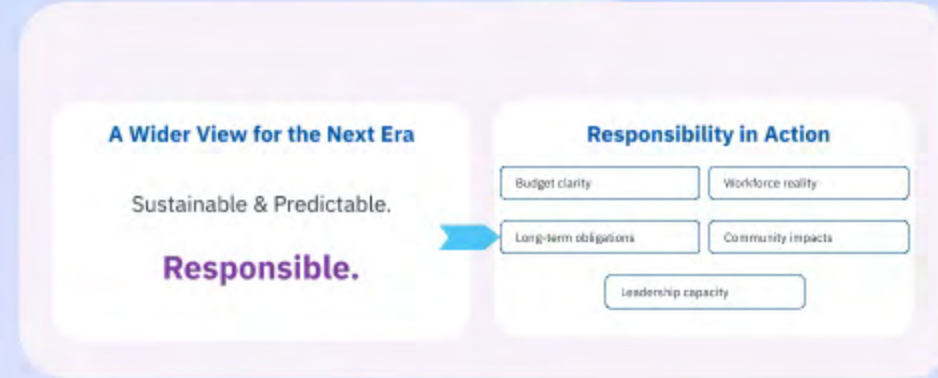 A Wider View for the Next Era
Sustainable & Predictable.
Responsible.
Responsibility in Action
Budget clarity
Workforce reality
Long-term obligations
Community impacts
Leadership capacity